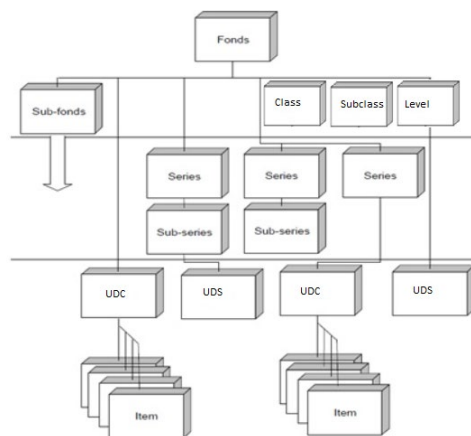 Fonds
Sub-fonds
Class
Subclass
Level
Series
Series
Series
Sub-series
Sub-series
UDC
UDS
UDC
UDS
Item
Item